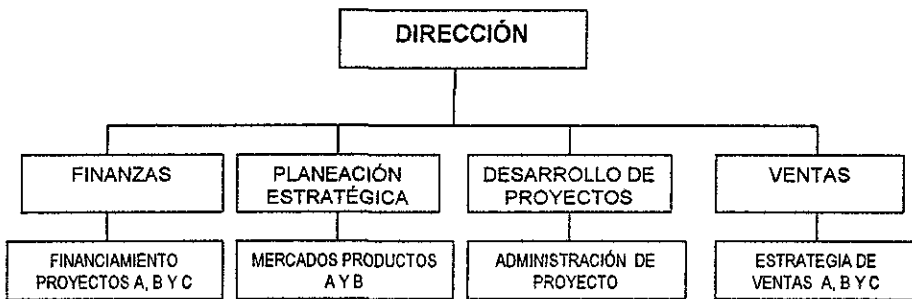 DIRECCIÓN
FINANZAS
PLANEACIÓN
ESTRATÉGICA
DESARROLLO DE
PROYECTOS
VENTAS
FINANCIAMIENTO
PROYECTOS A, B Y C
MERCADOS PRODUCTOS
A Y B
ADMINISTRACIÓN DE
PROYECTO
ESTRATEGIA DE
VENTAS A, B Y C